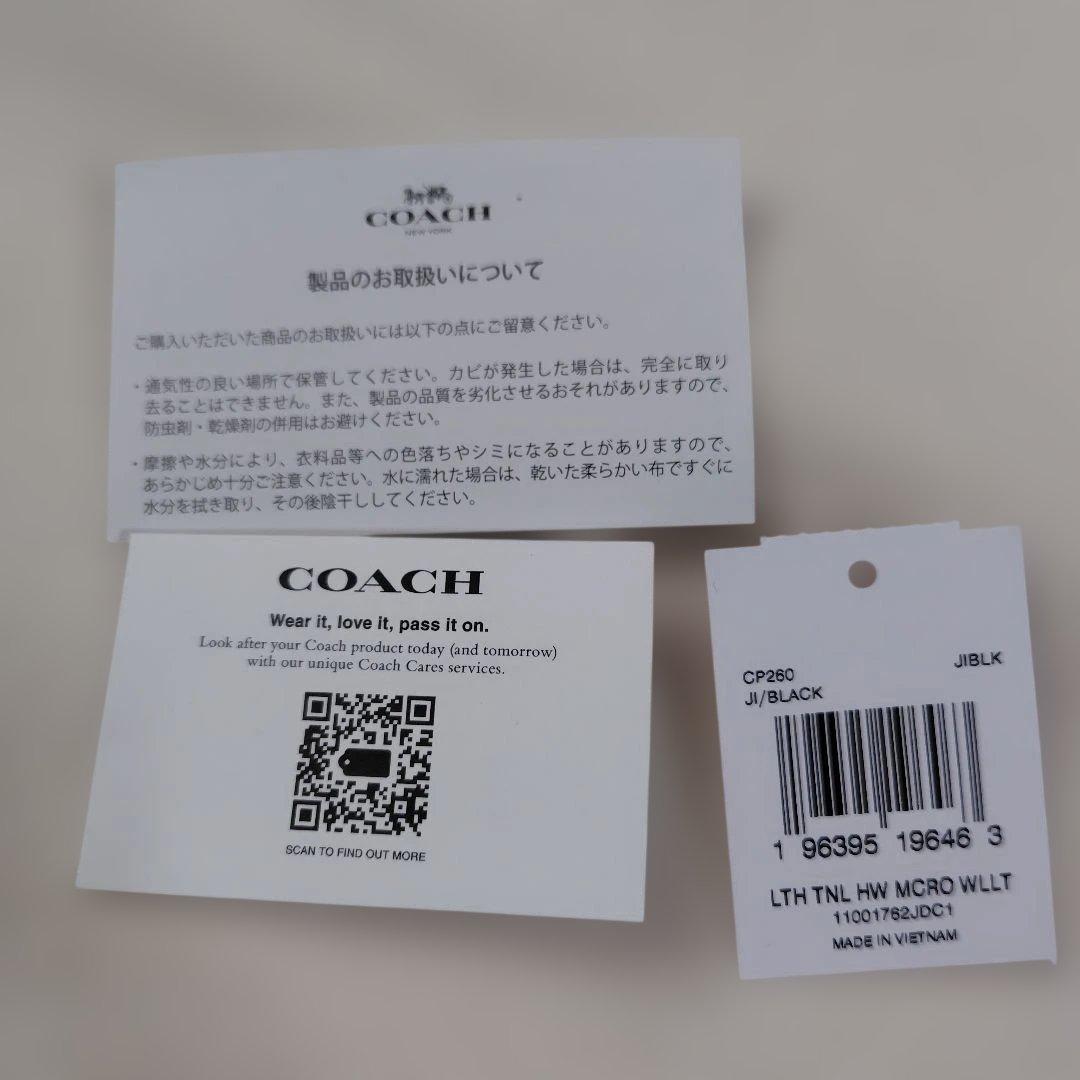 COACH
NEW YORK
製品のお取扱いについて
ご購入いただいた商品のお取扱いには以下の点にご留意ください。
・通気性の良い場所で保管してください。カビが発生した場合は、完全に取り
去ることはできません。また、製品の品質を劣化させるおそれがありますので、
防虫剤・乾燥剤の併用はお避けください。
・摩擦や水分により、衣料品等への色落ちやシミになることがありますので、
あらかじめ十分ご注意ください。水に濡れた場合は、乾いた柔らかい布ですぐに
水分を拭き取り、その後陰干ししてください。
COACH
Wear it, love it, pass it on.
Look after your Coach product today (and tomorrow)
with our unique Coach Cares services.
SCAN TO FIND OUT MORE
CP260 JIBLK
JI/BLACK
1 96395 19646 3
LTH TNL HW MCRO WLLT
11001762JDC1
MADE IN VIETNAM